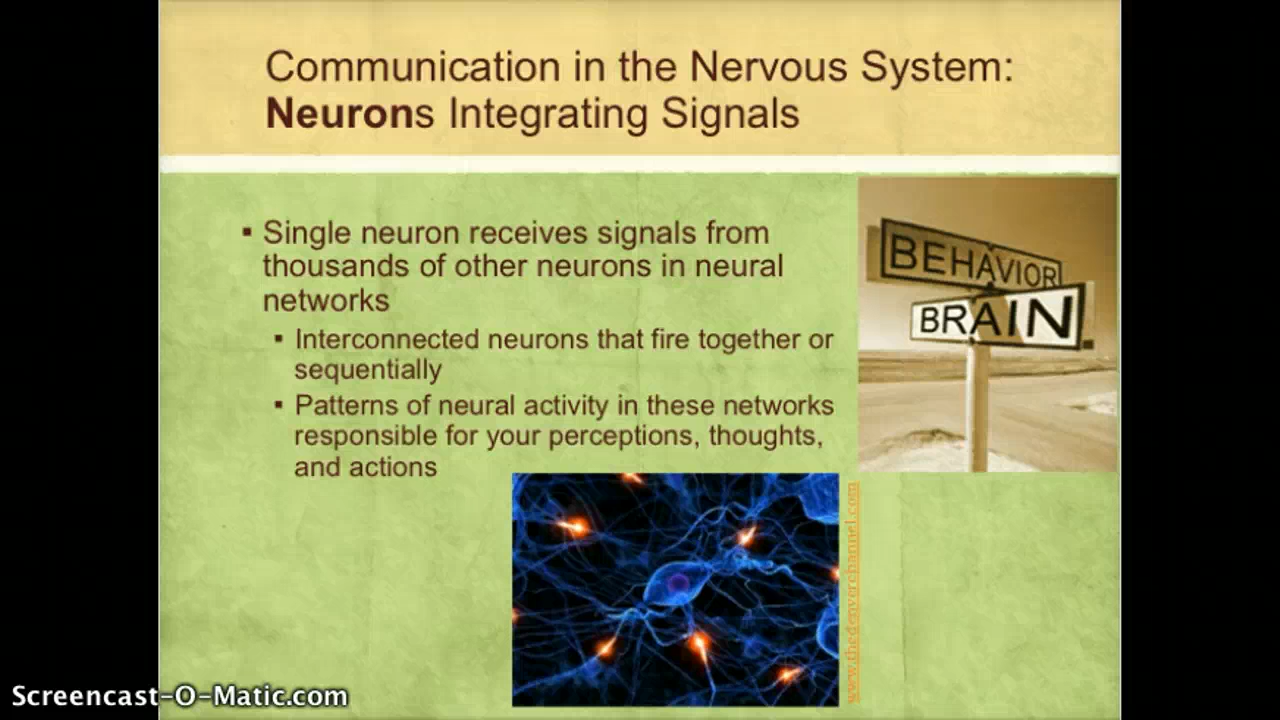 Communication in the Nervous System:
Neurons Integrating Signals
▪ Single neuron receives signals from
thousands of other neurons in neural
networks
▪ Interconnected neurons that fire together or
sequentially
▪ Patterns of neural activity in these networks
responsible for your perceptions, thoughts,
and actions
BEHAVIOR
BRAIN
www.thedenverchannel.com
Screencast-O-Matic.com